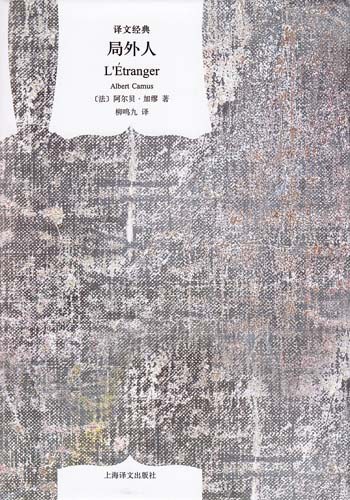 译文经典
局外人
L'Étranger
Albert Camus
〔法〕阿尔贝·加缪 著
柳鸣九 译
上海译文出版社